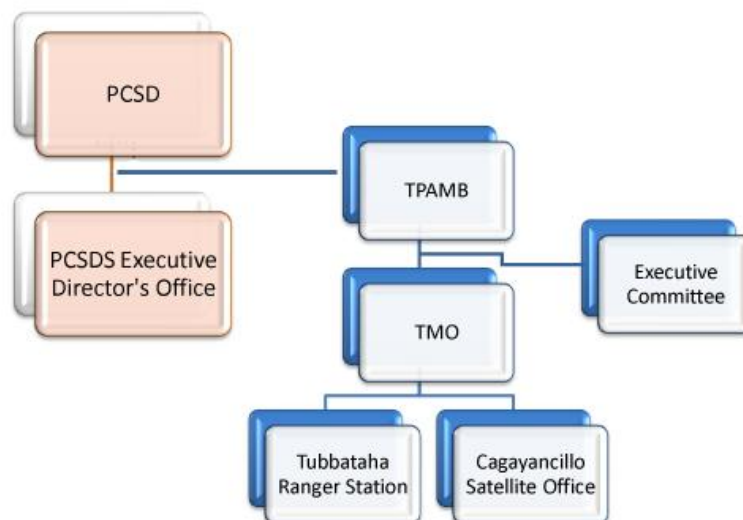 PCSD
TPAMB
PCSDS Executive
Director's Office
Executive
Committee
TMO
Tubbataha
Ranger Station
Cagayancillo
Satellite Office